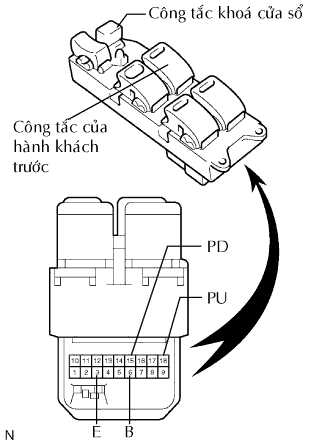 Công tắc khoá cửa sổ
Công tắc của
hành khách
trước
PD
PU
10 11 12 13 14 15 16 17 18
1 2 3 4 5 6 7 8 9
E B
N